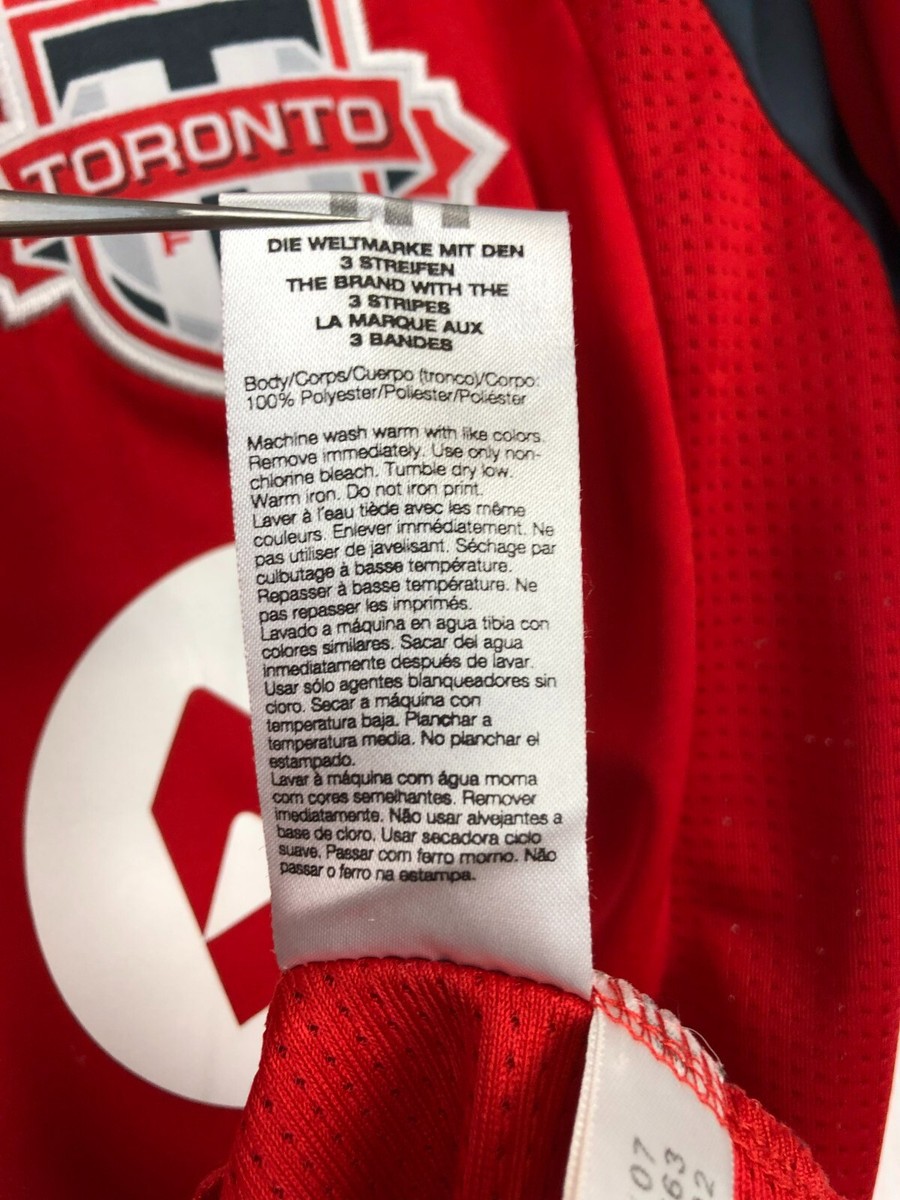 TORONTO
DIE WELTMARKE MIT DEN
3 STREIFEN
THE BRAND WITH THE
3 STRIPES
LA MARQUE AUX
3 BANDES
Body/Corps/Cuerpo (tronco)/Corpo:
100% Polyester/Poliester/Poliéster
Machine wash warm with like colors.
Remove immediately. Use only non-
chlorine bleach. Tumble dry low.
Warm iron. Do not iron print.
Laver à l'eau tiède avec les même
couleurs. Enlever immédiatement. Ne
pas utiliser de javelisant. Séchage par
culbutage à basse température.
Repasser à basse température. Ne
pas repasser les imprimés.
Lavado a máquina en agua tibia con
colores similares. Sacar del agua
inmediatamente después de lavar.
Usar sólo agentes blanqueadores sin
cloro. Secar a máquina con
temperatura baja. Planchar a
temperatura media. No planchar el
estampado.
Lavar à máquina com água morna
com cores semelhantes. Remover
imediatamente. Não usar alvejantes a
base de cloro. Usar secadora ciclo
suave. Passar com ferro morno. Não
passar o ferro na estampa.
07
63